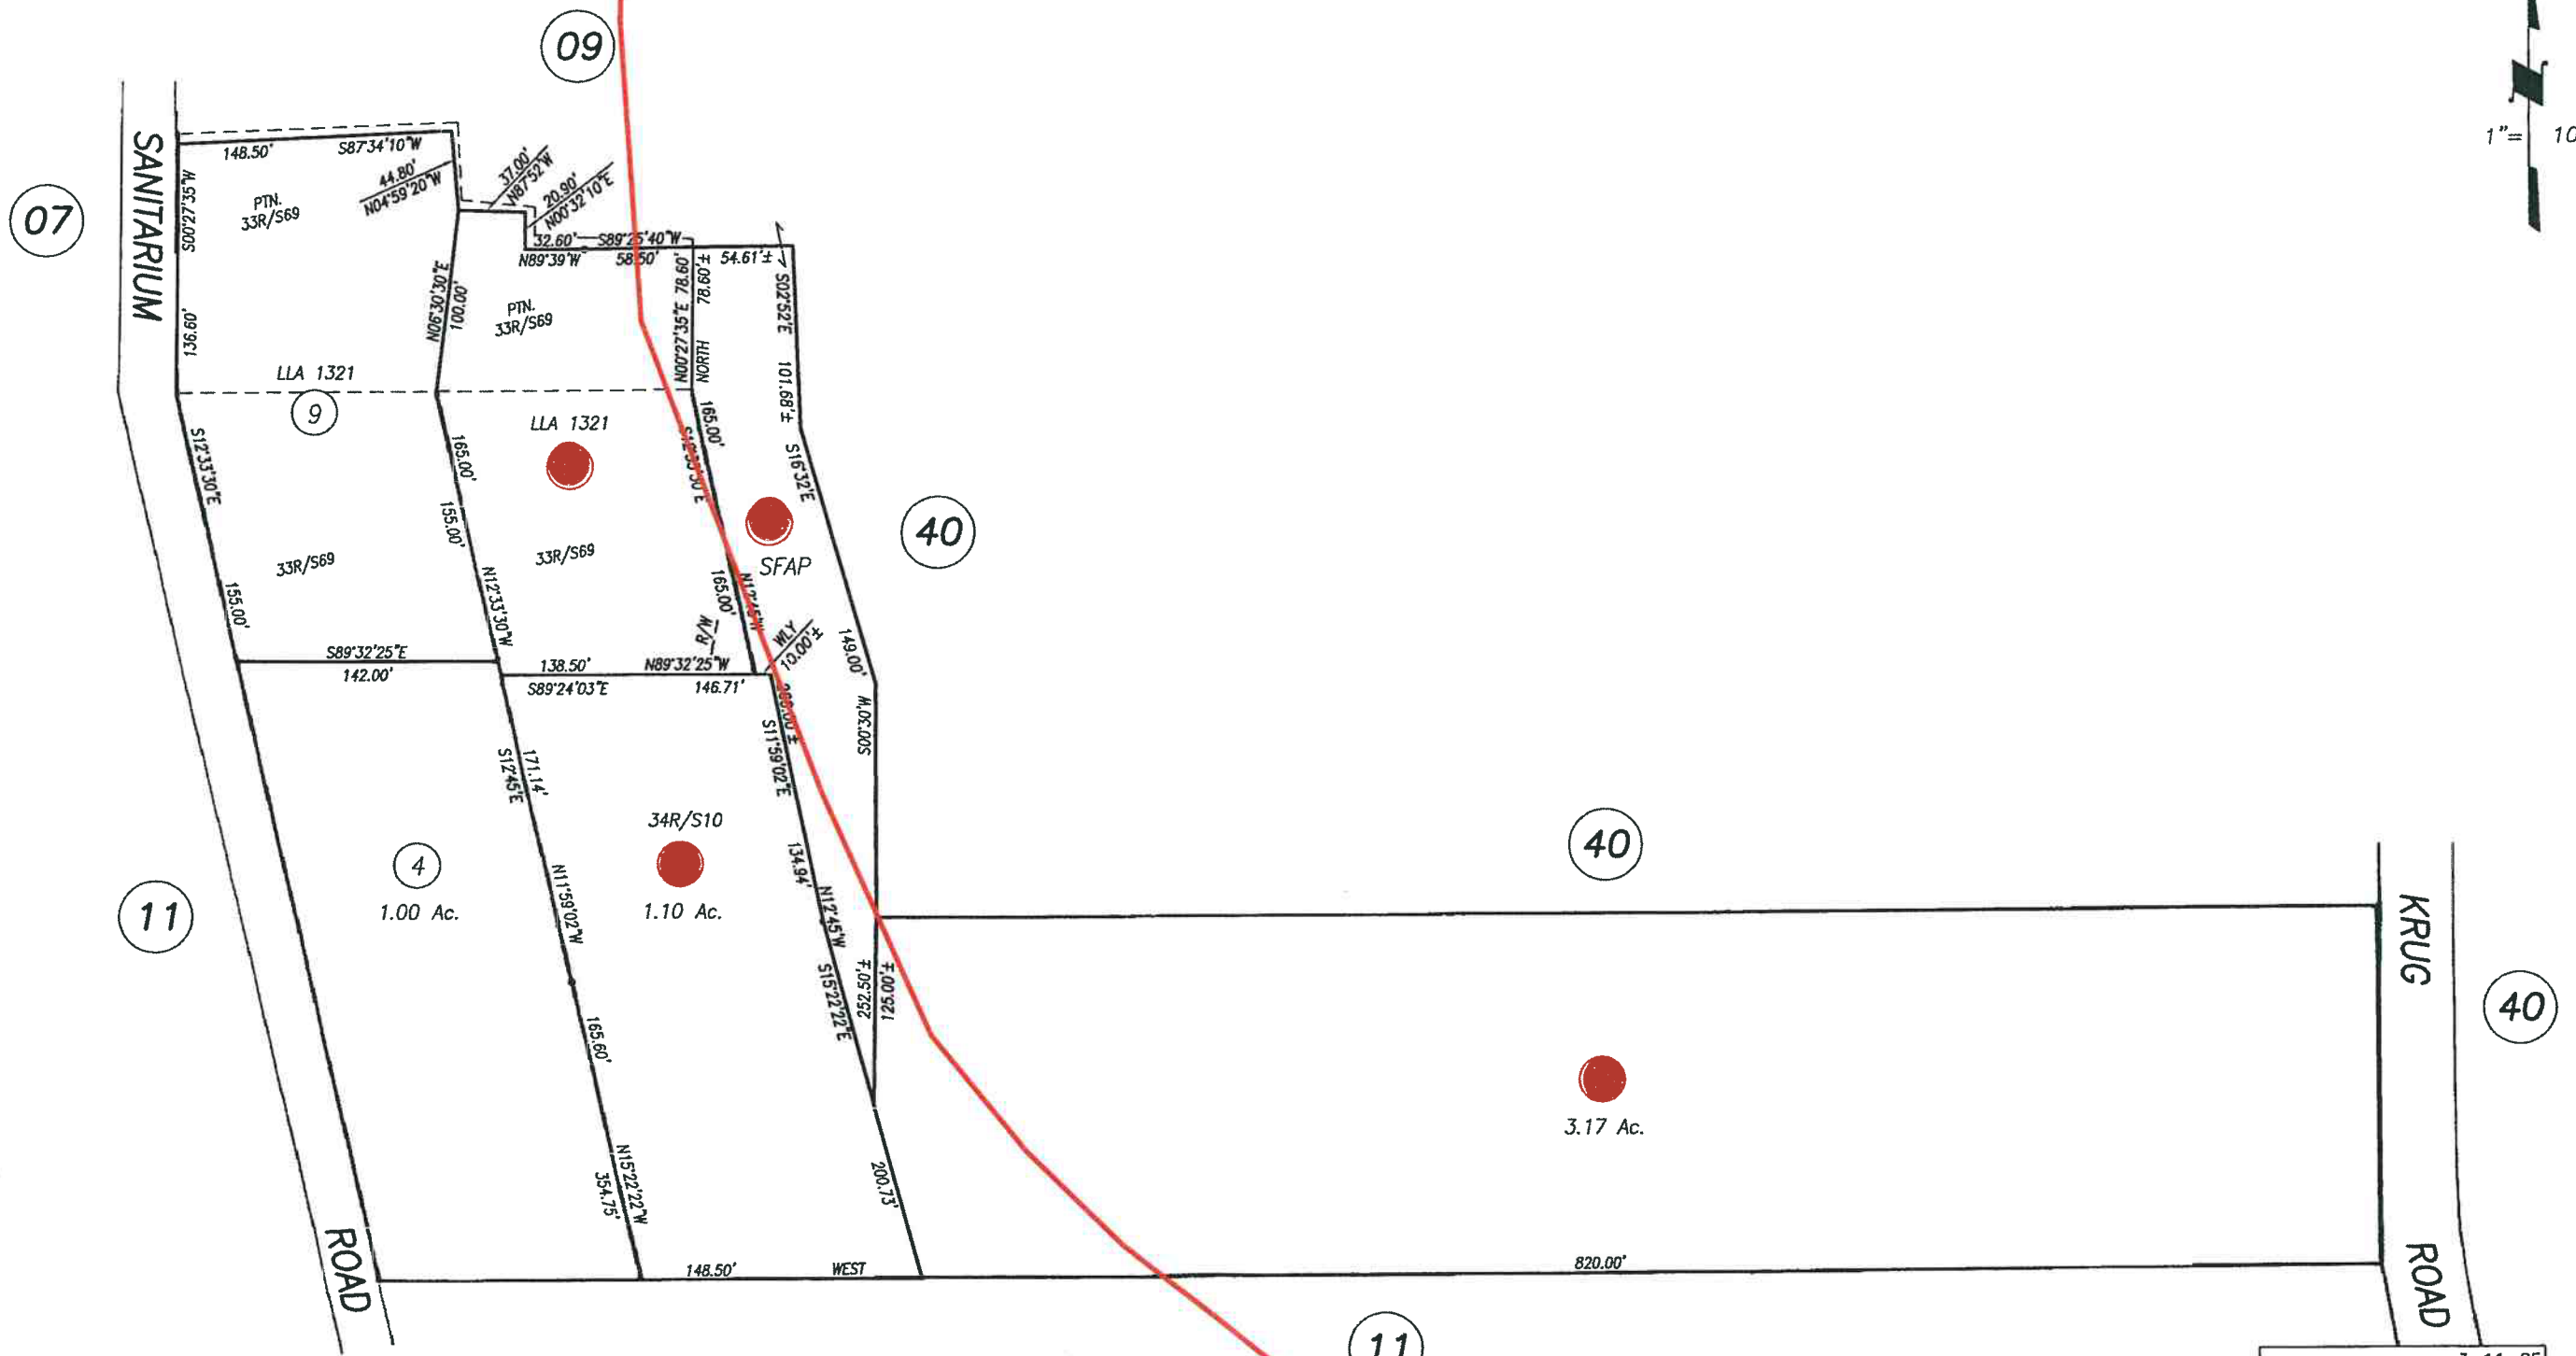 09
1"= 10
SANITARIUM
07
148.50'
S87°34'10"W
44.80'
N04°59'20"W
37.00'
N87°52'W
20.90'
N00°32'10"E
S00°27'35"W
PTN.
33R/S69
32.60'
S89°25'40"W
N89°39'W
58.50'
54.61'±
N06°30'30"E
100.00'
PTN.
33R/S69
N00°27'35"E 78.60'
NORTH 78.60'±
S02°52'E 101.68'±
136.60'
LLA 1321
9
LLA 1321
S12°33'30"E
155.00'
165.00'
155.00'
N12°33'30"W
33R/S69
33R/S69
165.00'
S12°33'30"E
165.00'
N12°45'W
S16°32'E
149.00'
SFAP
40
R/W
WLY
10.00'±
S89°32'25"E
142.00'
138.50'
N89°32'25"W
S89°24'03"E
146.71'
S00°30'W
S11°59'02"E
134.94'
S12°45'E
171.14'
34R/S10
4
1.00 Ac.
1.10 Ac.
11
N11°59'02"W
N12°45'W
S15°22'22"E
252.50'±
125.00'±
40
KRUG
40
165.60'
N15°22'22"W
354.75'
200.73'
3.17 Ac.
ROAD
148.50'
WEST
820.00'
ROAD
11